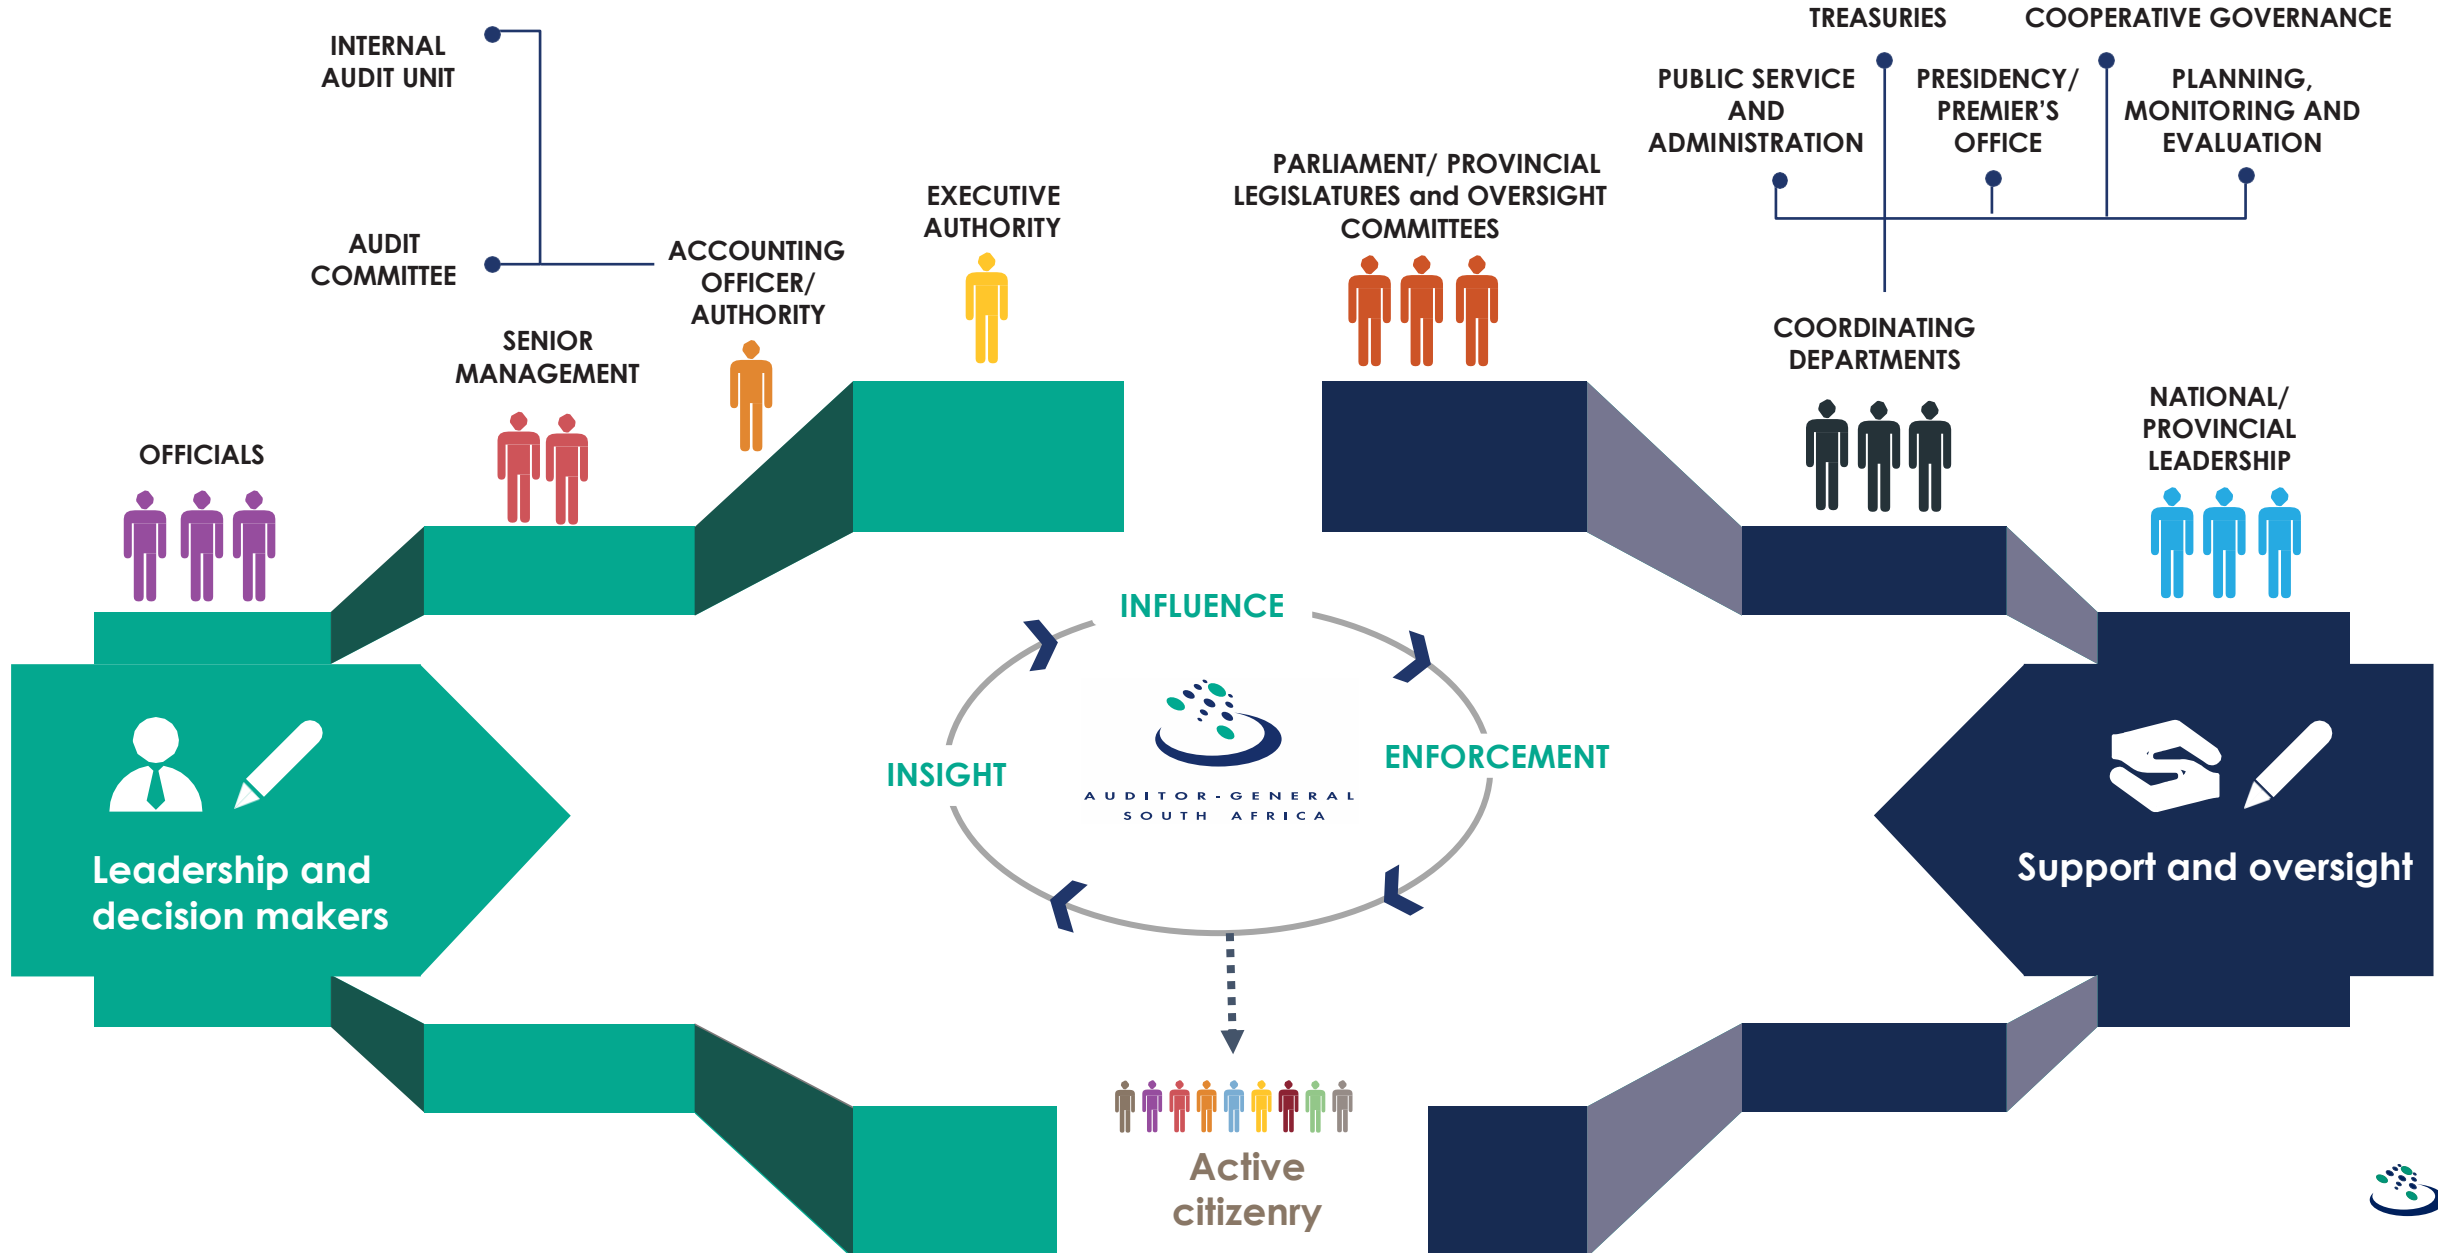 INTERNAL
AUDIT UNIT
AUDIT
COMMITTEE
ACCOUNTING
OFFICER/
AUTHORITY
EXECUTIVE
AUTHORITY
SENIOR
MANAGEMENT
OFFICIALS
PARLIAMENT/ PROVINCIAL
LEGISLATURES and OVERSIGHT
COMMITTEES
TREASURIES
COOPERATIVE GOVERNANCE
PUBLIC SERVICE
AND
ADMINISTRATION
PRESIDENCY/
PREMIER'S
OFFICE
PLANNING,
MONITORING AND
EVALUATION
COORDINATING
DEPARTMENTS
NATIONAL/
PROVINCIAL
LEADERSHIP
INFLUENCE
INSIGHT
ENFORCEMENT
AUDITOR-GENERAL
SOUTH AFRICA
Leadership and
decision makers
Support and oversight
Active
citizenry